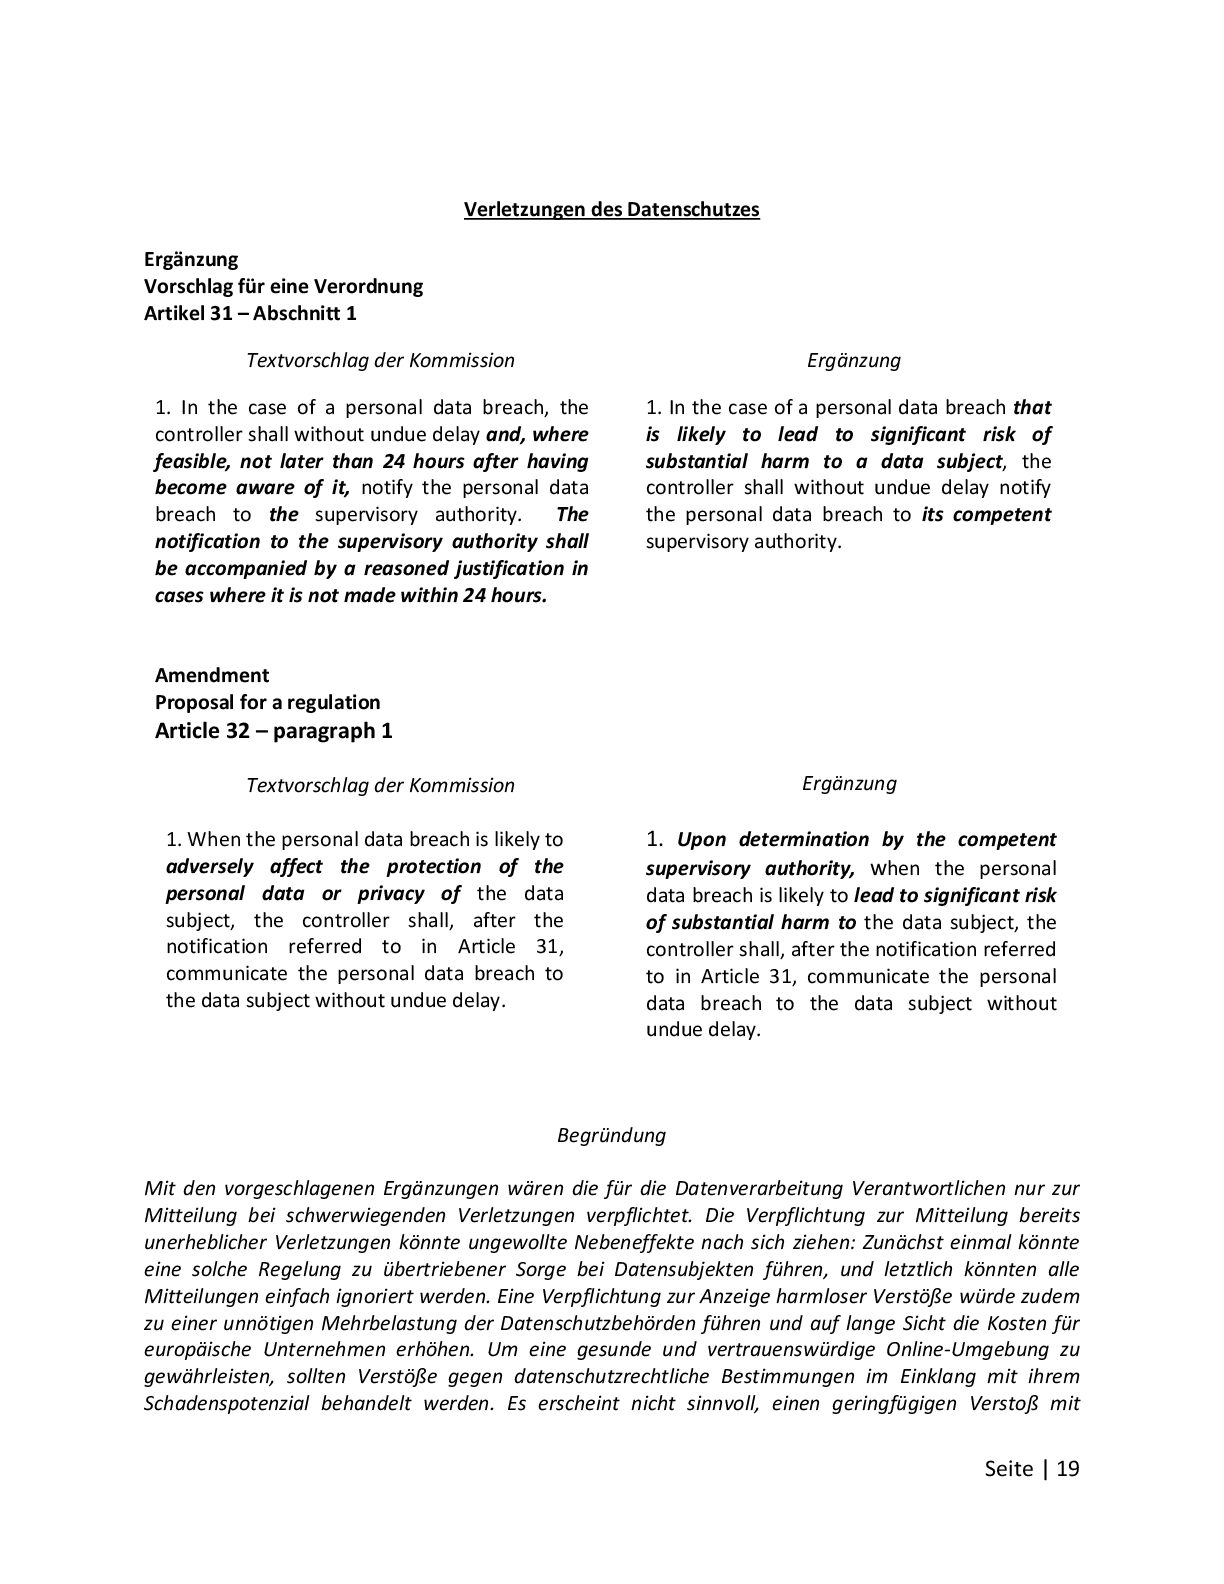 Verletzungen des Datenschutzes
Ergänzung
Vorschlag für eine Verordnung
Artikel 31 – Abschnitt 1
Textvorschlag der Kommission
1. In the case of a personal data breach, the
controller shall without undue delay and, where
feasible, not later than 24 hours after having
become aware of it, notify the personal data
breach to the supervisory authority. The
notification to the supervisory authority shall
be accompanied by a reasoned justification in
cases where it is not made within 24 hours.
Ergänzung
1. In the case of a personal data breach that
is likely to lead to significant risk of
substantial harm to a data subject, the
controller shall without undue delay notify
the personal data breach to its competent
supervisory authority.
Amendment
Proposal for a regulation
Article 32 – paragraph 1
Textvorschlag der Kommission
1. When the personal data breach is likely to
adversely affect the protection of the
personal data or privacy of the data
subject, the controller shall, after the
notification referred to in Article 31,
communicate the personal data breach to
the data subject without undue delay.
Ergänzung
1. Upon determination by the competent
supervisory authority, when the personal
data breach is likely to lead to significant risk
of substantial harm to the data subject, the
controller shall, after the notification referred
to in Article 31, communicate the personal
data breach to the data subject without
undue delay.
Begründung
Mit den vorgeschlagenen Ergänzungen wären die für die Datenverarbeitung Verantwortlichen nur zur
Mitteilung bei schwerwiegenden Verletzungen verpflichtet. Die Verpflichtung zur Mitteilung bereits
unerheblicher Verletzungen könnte ungewollte Nebeneffekte nach sich ziehen: Zunächst einmal könnte
eine solche Regelung zu übertriebener Sorge bei Datensubjekten führen, und letztlich könnten alle
Mitteilungen einfach ignoriert werden. Eine Verpflichtung zur Anzeige harmloser Verstöße würde zudem
zu einer unnötigen Mehrbelastung der Datenschutzbehörden führen und auf lange Sicht die Kosten für
europäische Unternehmen erhöhen. Um eine gesunde und vertrauenswürdige Online-Umgebung zu
gewährleisten, sollten Verstöße gegen datenschutzrechtliche Bestimmungen im Einklang mit ihrem
Schadenspotenzial behandelt werden. Es erscheint nicht sinnvoll, einen geringfügigen Verstoß mit
Seite | 19